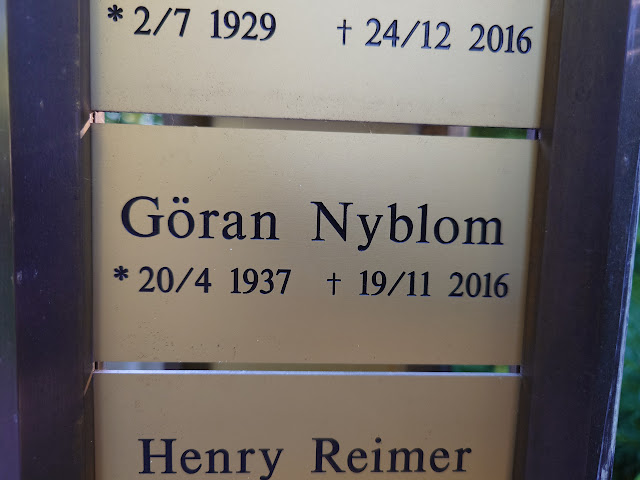 * 2/7 1929 † 24/12 2016
Göran Nyblom
* 20/4 1937 † 19/11 2016
Henry Reimer